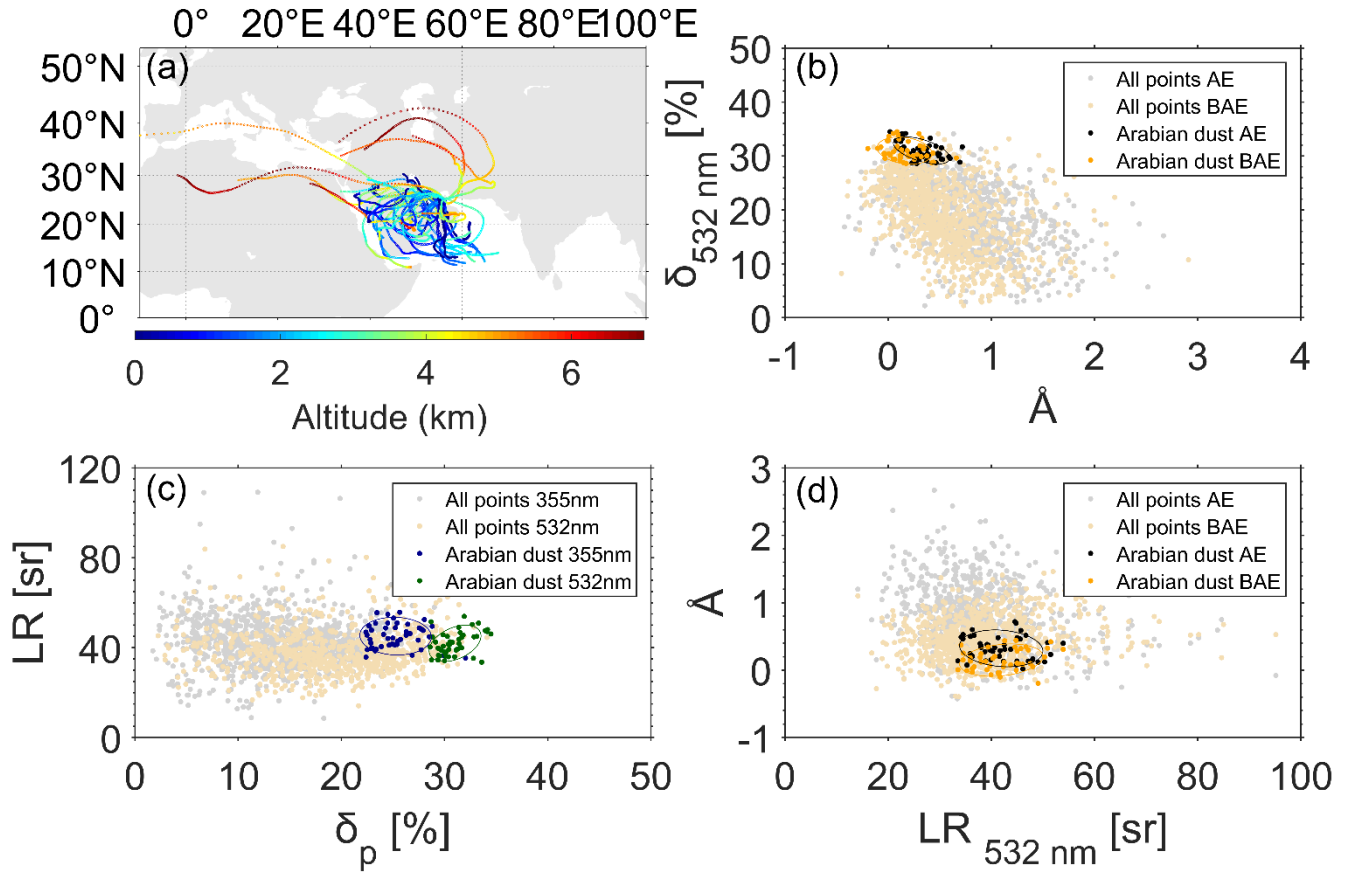 0° 20°E 40°E 60°E 80°E 100°E
(a)
50°N
40°N
30°N
20°N
10°N
0°
0 2 4 6
Altitude (km)
(b)
All points AE
All points BAE
Arabian dust AE
Arabian dust BAE
50
40
30
20
10
0
δ532 nm [%]
-1 0 1 2 3 4
Å
(c)
All points 355nm
All points 532nm
Arabian dust 355nm
Arabian dust 532nm
120
80
40
0
LR [sr]
0 10 20 30 40 50
δp [%]
(d)
All points AE
All points BAE
Arabian dust AE
Arabian dust BAE
3
2
1
0
-1
Å
0 20 40 60 80 100
LR 532 nm [sr]